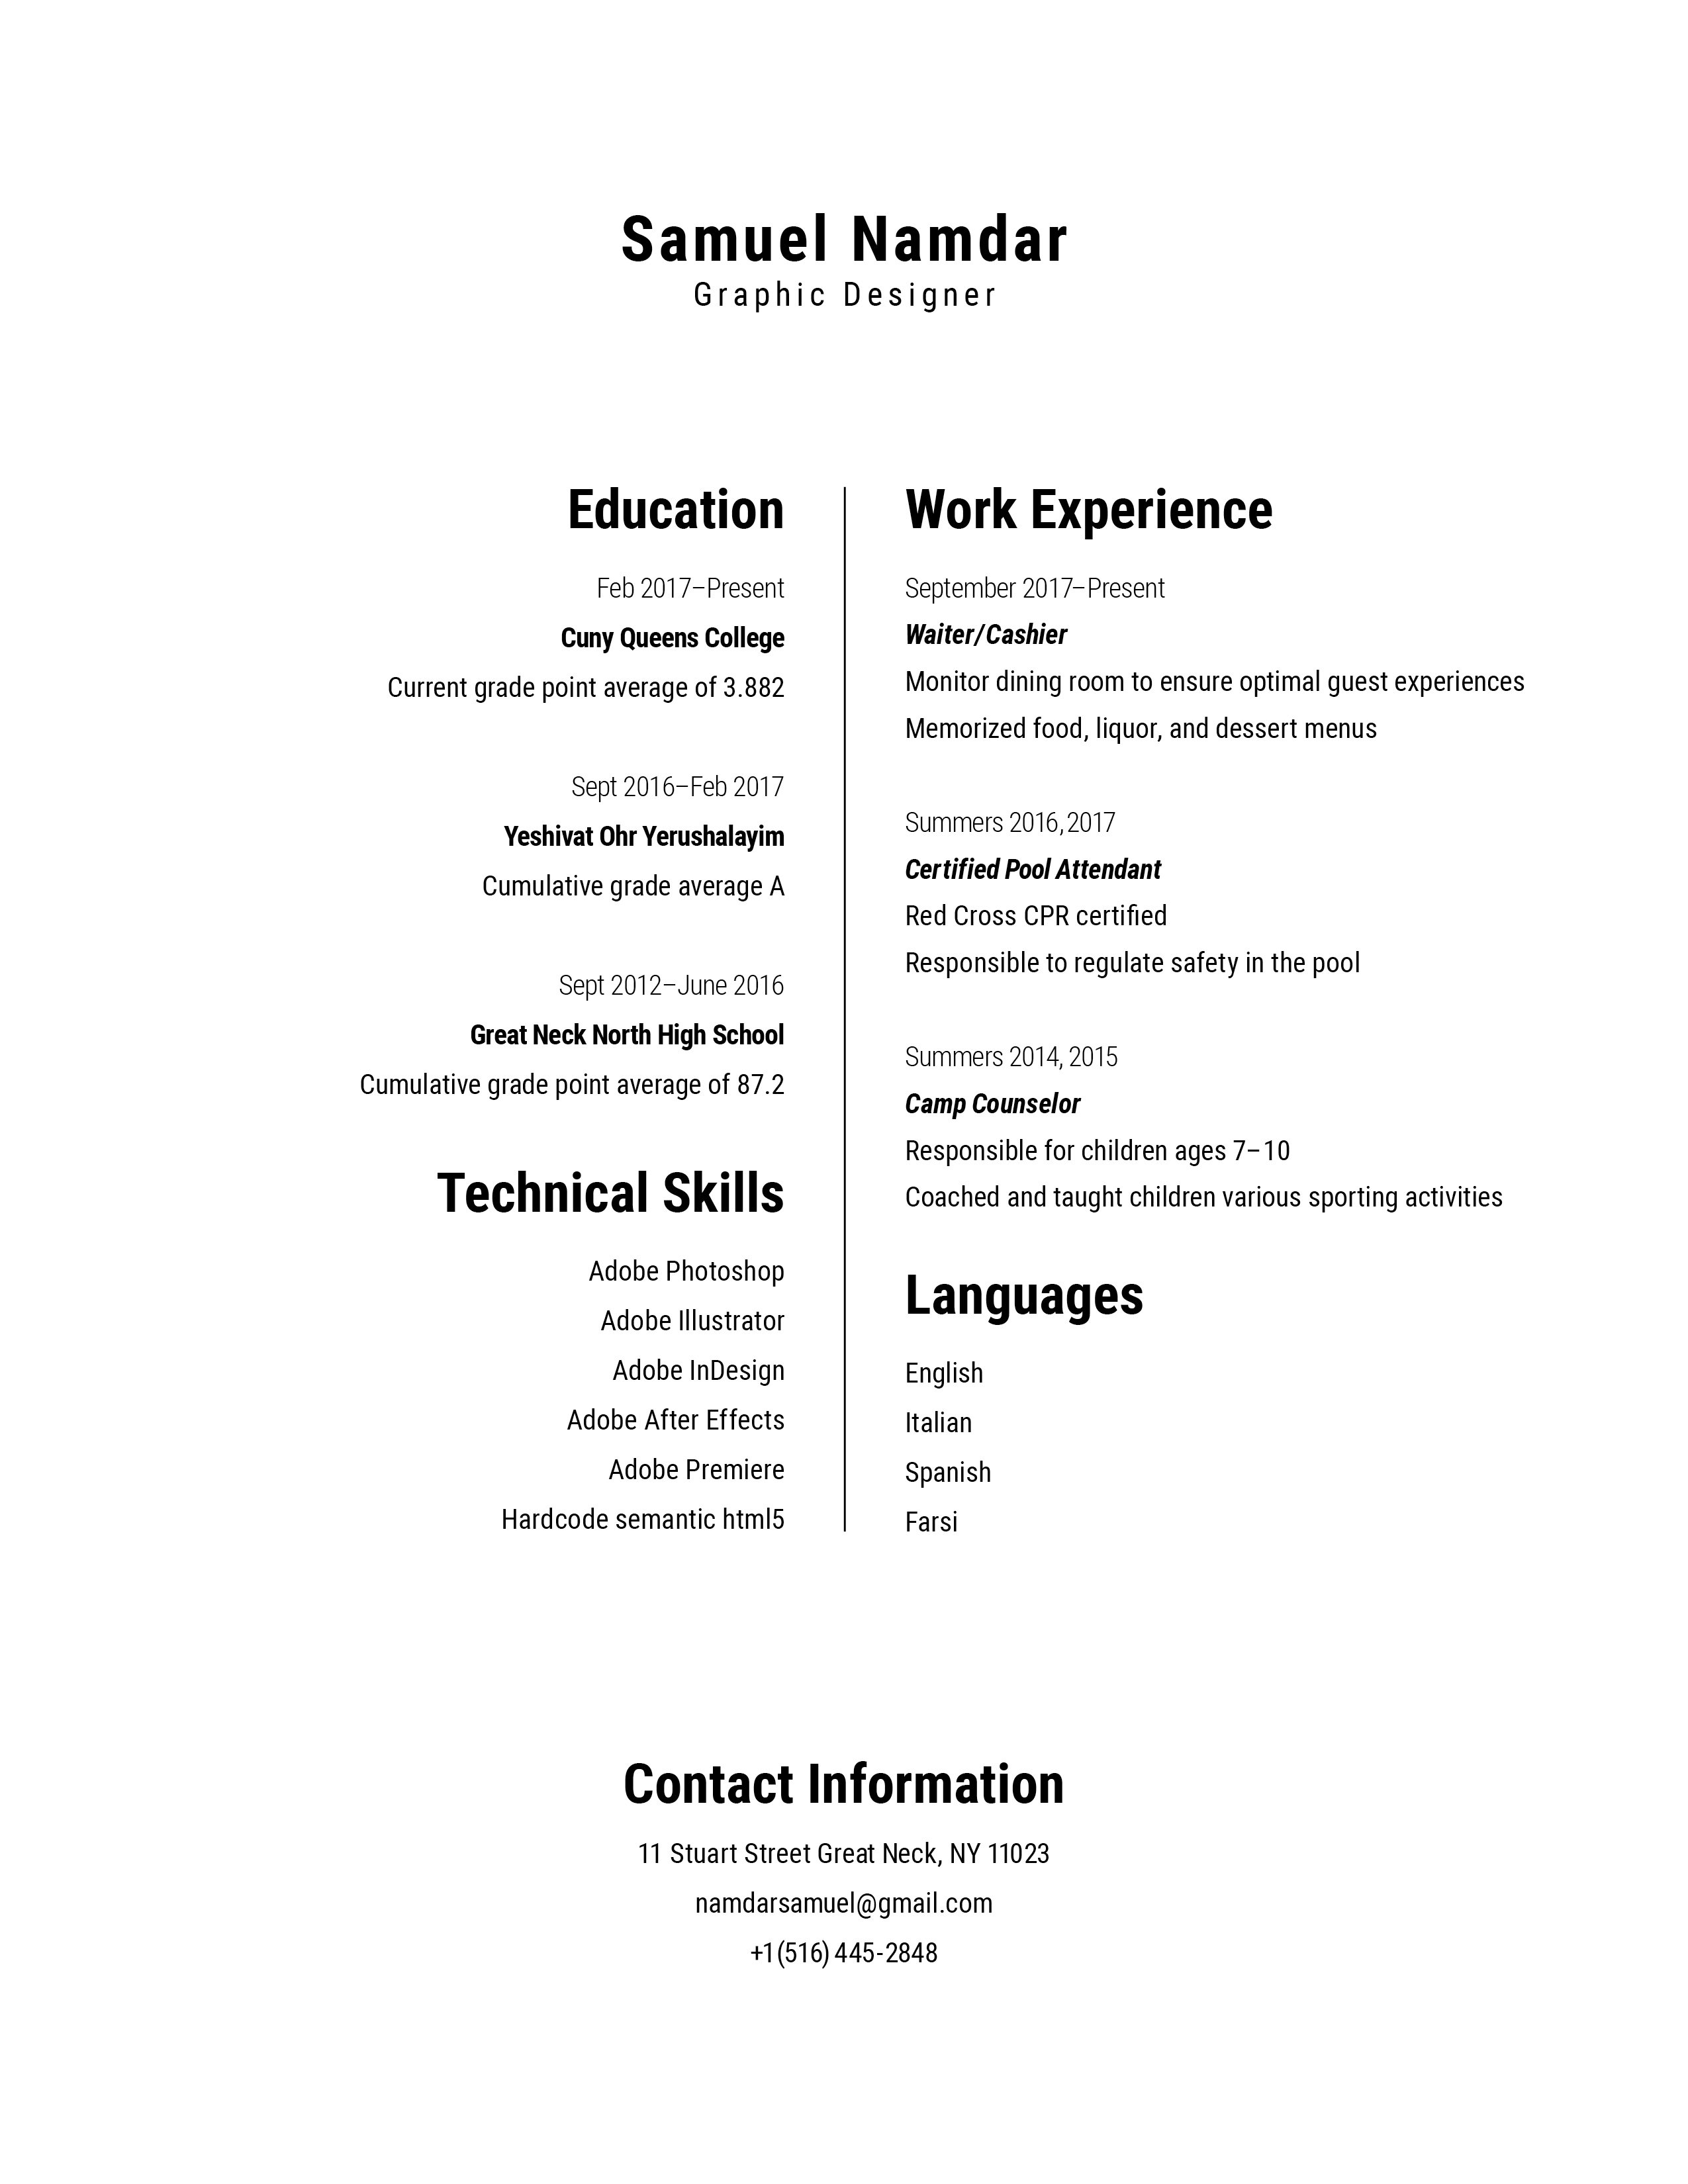 Samuel Namdar
Graphic Designer
Education
Feb 2017–Present
Cuny Queens College
Current grade point average of 3.882
Sept 2016–Feb 2017
Yeshivat Ohr Yerushalayim
Cumulative grade average A
Sept 2012–June 2016
Great Neck North High School
Cumulative grade point average of 87.2
Technical Skills
Adobe Photoshop
Adobe Illustrator
Adobe InDesign
Adobe After Effects
Adobe Premiere
Hardcode semantic html5
Work Experience
September 2017–Present
Waiter/Cashier
Monitor dining room to ensure optimal guest experiences
Memorized food, liquor, and dessert menus
Summers 2016,2017
Certified Pool Attendant
Red Cross CPR certified
Responsible to regulate safety in the pool
Summers 2014, 2015
Camp Counselor
Responsible for children ages 7–10
Coached and taught children various sporting activities
Languages
English
Italian
Spanish
Farsi
Contact Information
11 Stuart Street Great Neck, NY 11023
namdarsamuel@gmail.com
+1(516) 445-2848